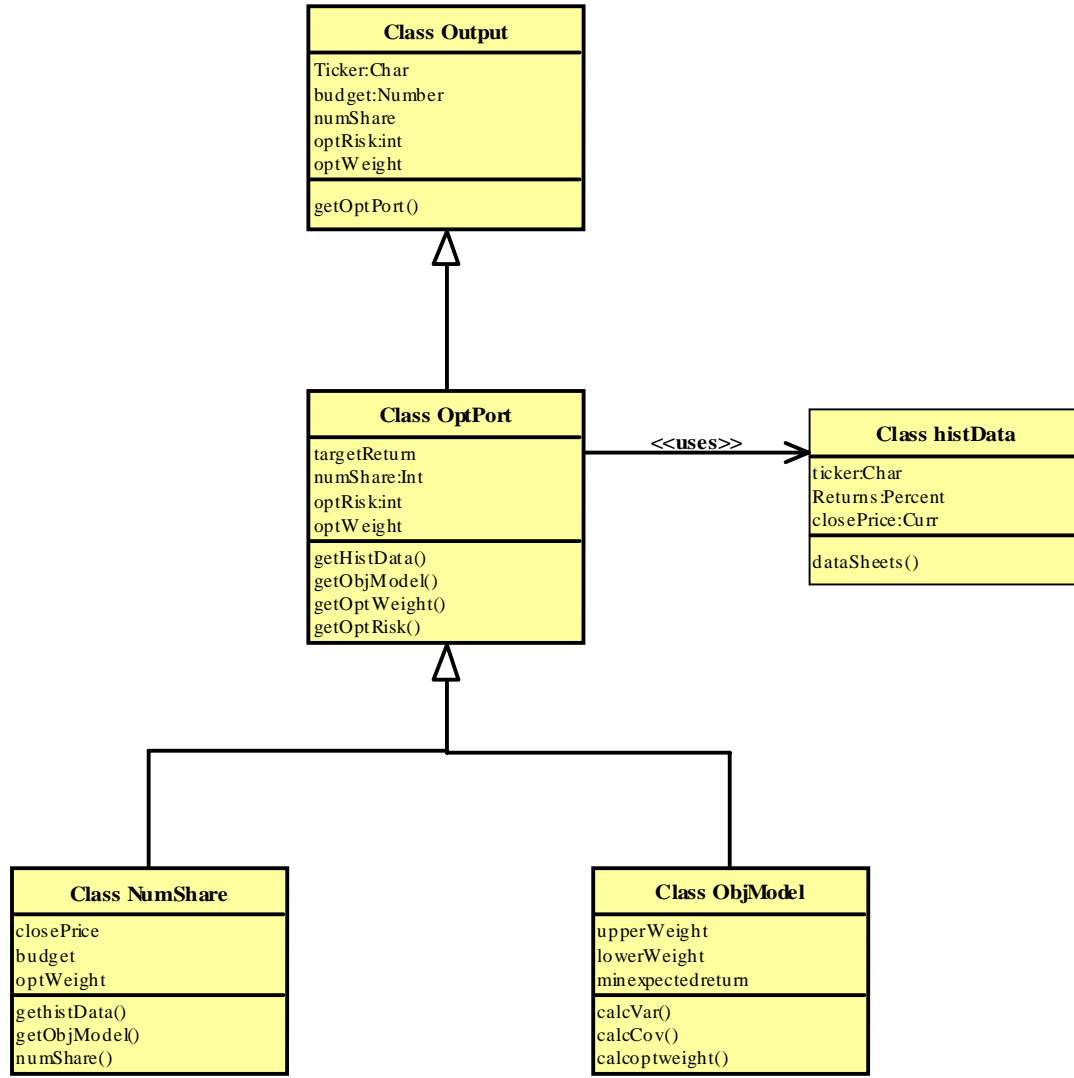 Class Output
Ticker:Char
budget:Number
numShare
optRisk:int
optWeight
getOptPort()
Class OptPort
targetReturn
numShare:Int
optRisk:int
optWeight
getHistData()
getObjModel()
getOptWeight()
getOptRisk()
<<uses>>
Class histData
ticker:Char
Returns:Percent
closePrice:Curr
dataSheets()
Class NumShare
closePrice
budget
optWeight
gethistData()
getObjModel()
numShare()
Class ObjModel
upperWeight
lowerWeight
minexpectedreturn
calcVar()
calcCov()
calcoptweight()